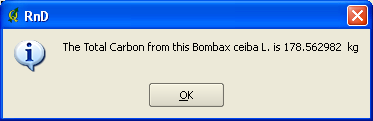 RnD
The Total Carbon from this Bombax ceiba L. is 178.562982 kg
OK